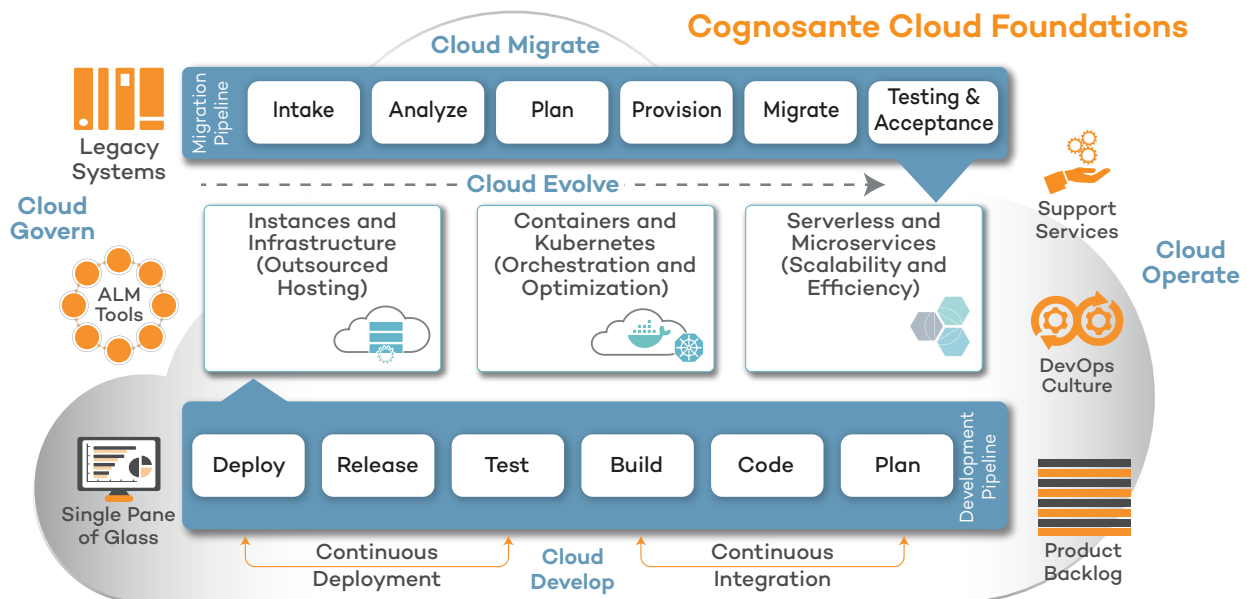 Cognosante Cloud Foundations
Cloud Migrate
Migration
Pipeline
Intake
Analyze
Plan
Provision
Migrate
Testing &
Acceptance
Legacy
Systems
Cloud Evolve
Cloud
Govern
ALM
Tools
Instances and
Infrastructure
(Outsourced
Hosting)
Containers and
Kubernetes
(Orchestration and
Optimization)
Serverless and
Microservices
(Scalability and
Efficiency)
Support
Services
Cloud
Operate
DevOps
Culture
Single Pane
of Glass
Deploy
Release
Test
Build
Code
Plan
Development
Pipeline
Product
Backlog
Continuous
Deployment
Cloud
Develop
Continuous
Integration